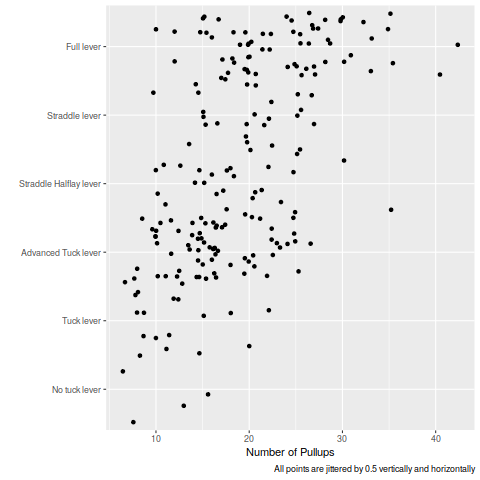 Full lever
Straddle lever
Straddle Halflay lever
Advanced Tuck lever
Tuck lever
No tuck lever
10 20 30 40
Number of Pullups
All points are jittered by 0.5 vertically and horizontally